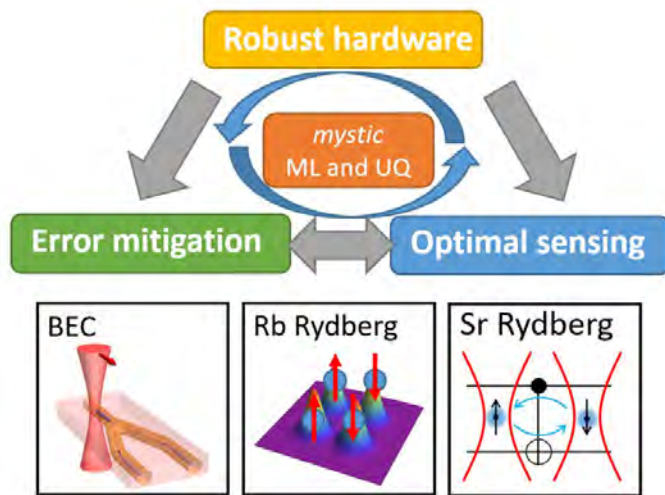 Robust hardware
mystic
ML and UQ
Error mitigation
Optimal sensing
BEC
Rb Rydberg
Sr Rydberg